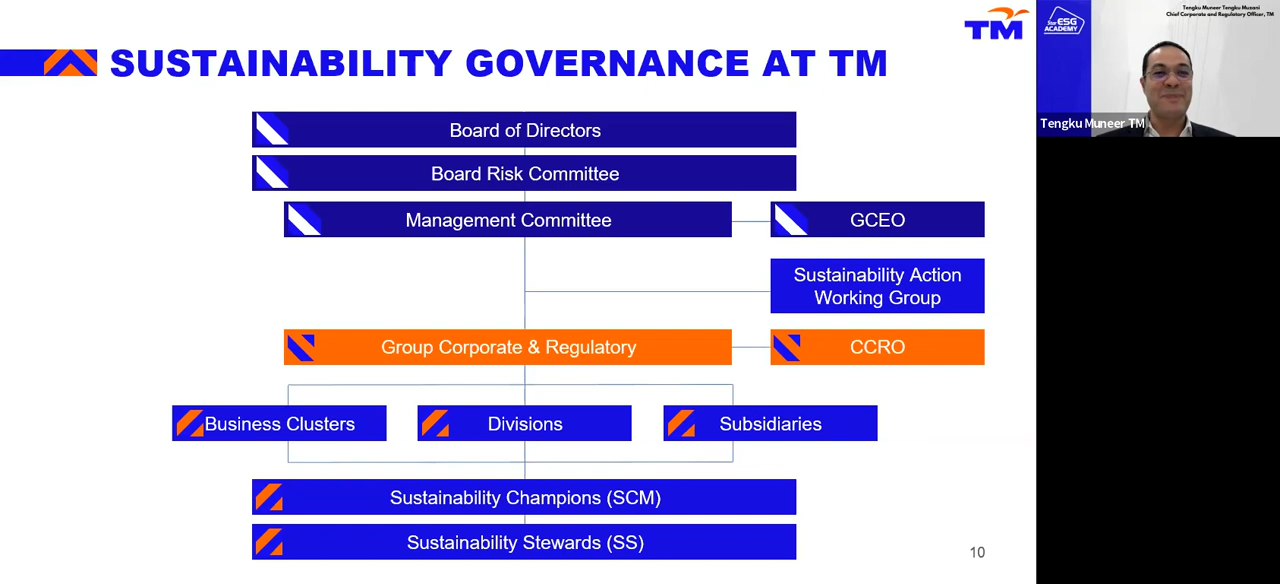 TM
SUSTAINABILITY GOVERNANCE AT TM
Board of Directors
Board Risk Committee
Management Committee
GCEO
Sustainability Action
Working Group
Group Corporate & Regulatory
CCRO
Business Clusters
Divisions
Subsidiaries
Sustainability Champions (SCM)
Sustainability Stewards (SS)
10
Star ESG
ACADEMY
Tengku Muneer Tengku Muzani
Chief Corporate and Regulatory Officer, TM
Tengku Muneer TM